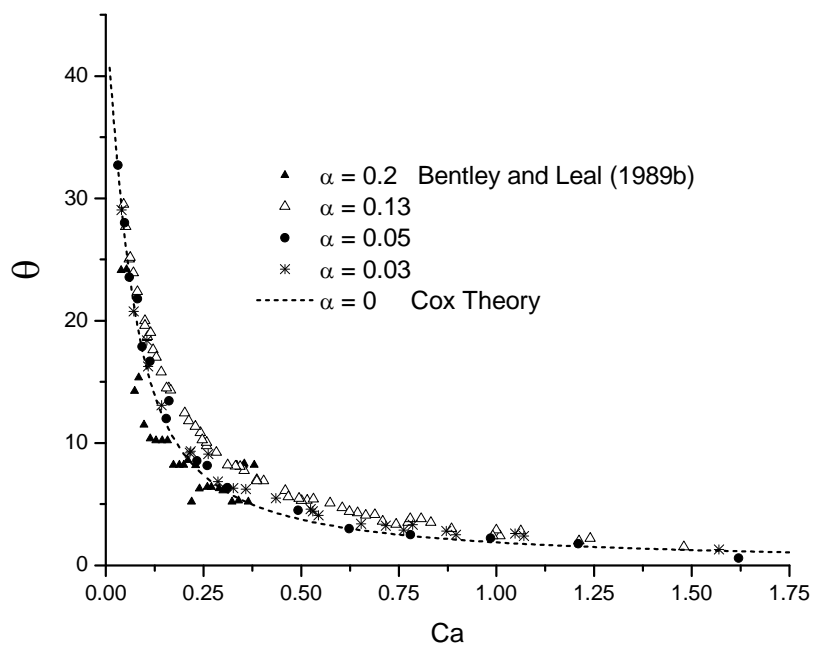 40
30
θ
20
10
0
α = 0.2 Bentley and Leal (1989b)
α = 0.13
α = 0.05
α = 0.03
α = 0 Cox Theory
0.00 0.25 0.50 0.75 1.00 1.25 1.50 1.75
Ca